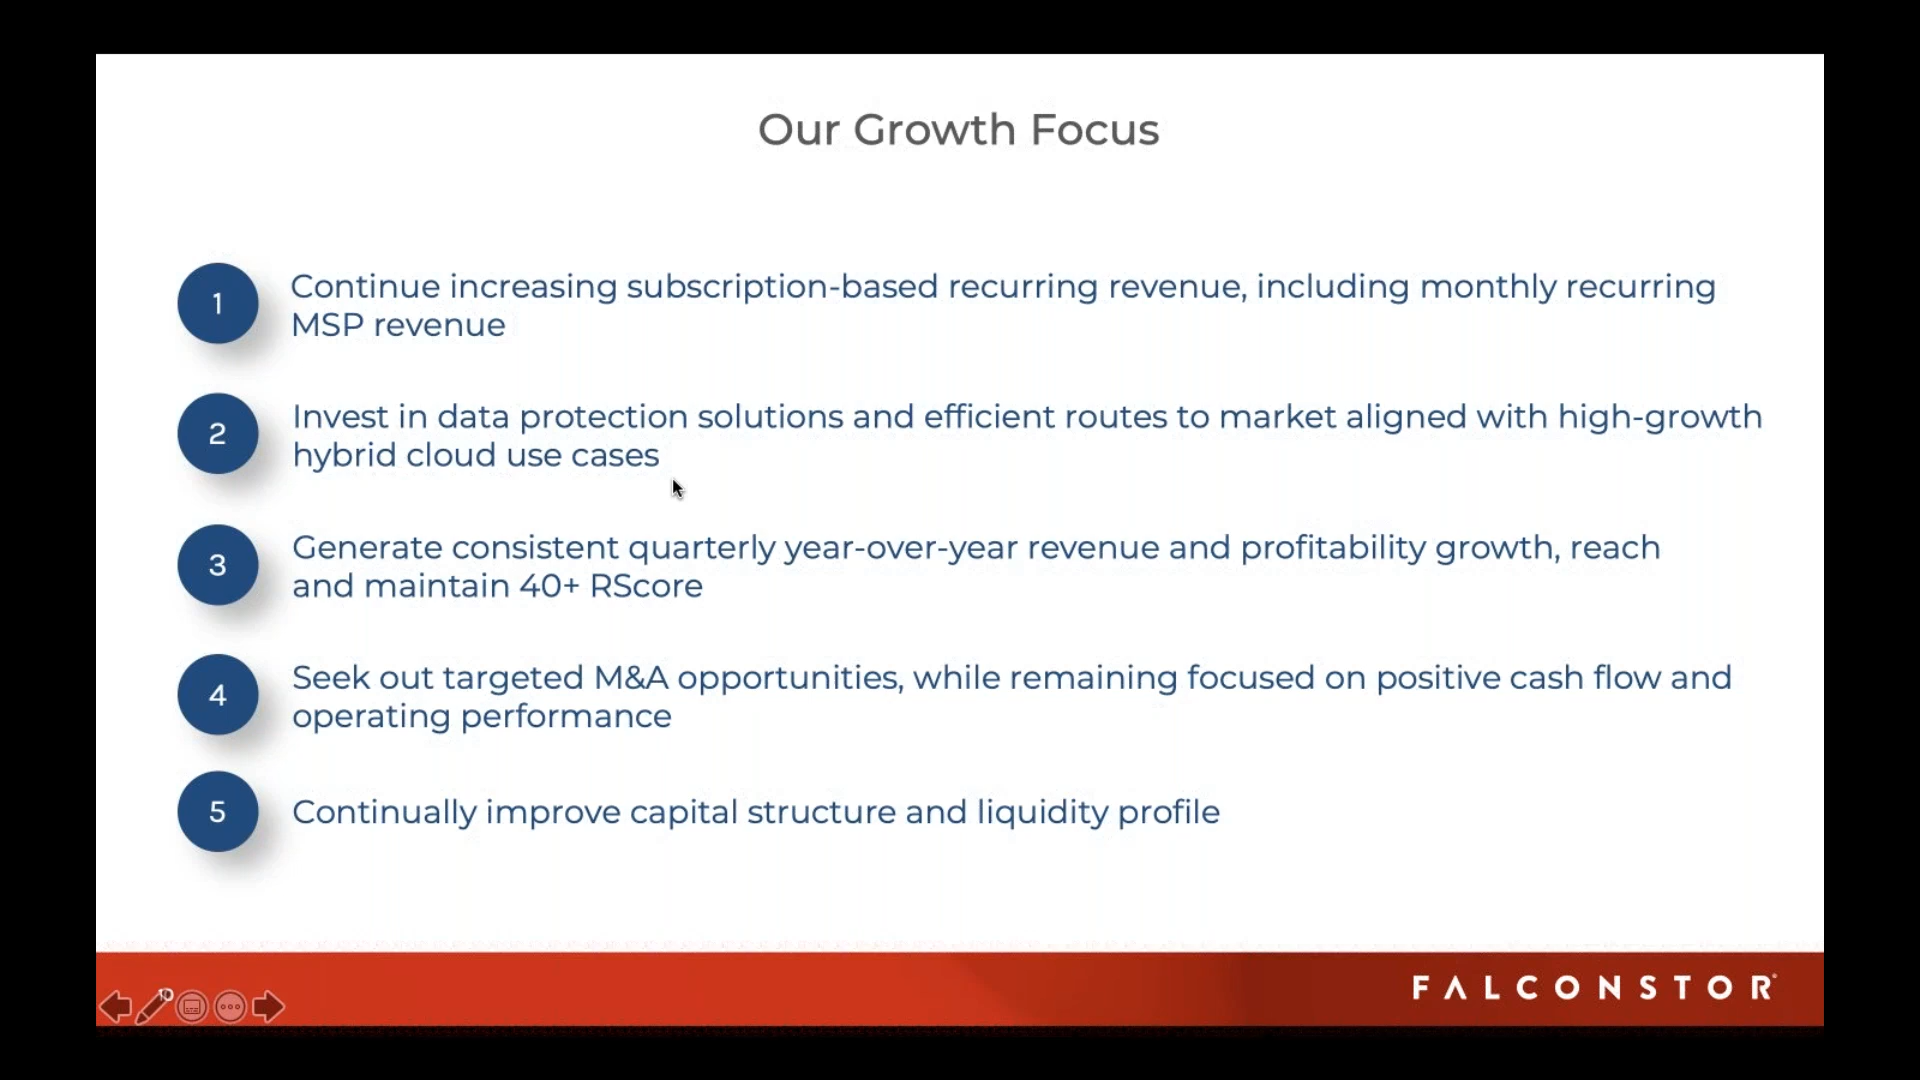 Our Growth Focus
1
Continue increasing subscription-based recurring revenue, including monthly recurring
MSP revenue
2
Invest in data protection solutions and efficient routes to market aligned with high-growth
hybrid cloud use cases
3
Generate consistent quarterly year-over-year revenue and profitability growth, reach
and maintain 40+ RScore
4
Seek out targeted M&A opportunities, while remaining focused on positive cash flow and
operating performance
5
Continually improve capital structure and liquidity profile
10
FALCONSTOR®